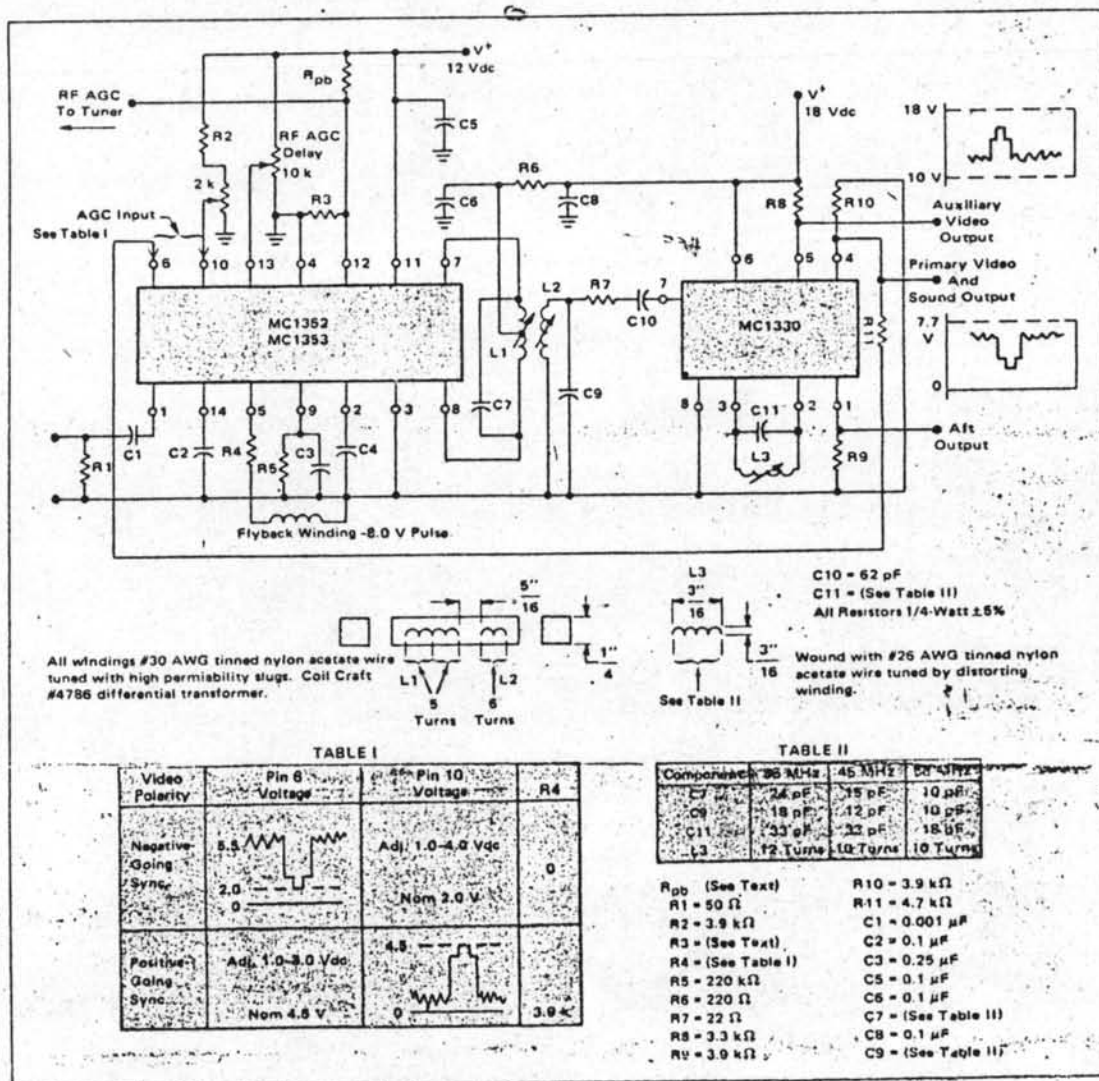 V+
12 Vdc
RF AGC
To Tuner
Rpb
C5
V+
18 Vdc
18 V
10 V
R2
RF AGC
Delay
10 k
2 k
R3
R6
C6
C8
R8
R10
Auxiliary
Video
Output
AGC Input
See Table I
6 10 13 4 12 11 7
6 5 4
Primary Video
And
Sound Output
MC1352
MC1353
L1
L2
R7
C10
7
MC1330
R11
7.7
V
0
C7
C9
1 14 5 9 2 3 8
8 3 2 1
C11
L3
R9
Aft
Output
C1
R1
C2
R4
R5
C3
C4
Flyback Winding -8.0 V Pulse
5"
16
1"
4
L1
L2
5
Turns
6
Turns
All windings #30 AWG tinned nylon acetate wire
tuned with high permability slugs. Coil Craft
#4786 differential transformer.
L3
3"
16
3"
16
See Table II
C10 = 62 pF
C11 = (See Table II)
All Resistors 1/4-Watt ±5%
Wound with #26 AWG tinned nylon
acetate wire tuned by distorting
winding.
TABLE I
Video Polarity Pin 6 Voltage Pin 10 Voltage R4
Negative-Going Sync. 5.5 2.0 0 Adj. 1.0-4.0 Vdc Nom 2.0 V 0
Positive-Going Sync. Adj. 1.0-8.0 Vdc Nom 4.5 V 4.5 0 3.9 k
TABLE II
Component 36 MHz 45 MHz 58 MHz
C7 24 pF 15 pF 10 pF
C9 18 pF 12 pF 10 pF
C11 33 pF 33 pF 18 pF
L3 12 Turns 10 Turns 10 Turns
Rpb (See Text)
R1 = 50 Ω
R2 = 3.9 kΩ
R3 = (See Text)
R4 = (See Table I)
R5 = 220 kΩ
R6 = 220 Ω
R7 = 22 Ω
R8 = 3.3 kΩ
R9 = 3.9 kΩ
R10 = 3.9 kΩ
R11 = 4.7 kΩ
C1 = 0.001 µF
C2 = 0.1 µF
C3 = 0.25 µF
C5 = 0.1 µF
C6 = 0.1 µF
C7 = (See Table II)
C8 = 0.1 µF
C9 = (See Table II)